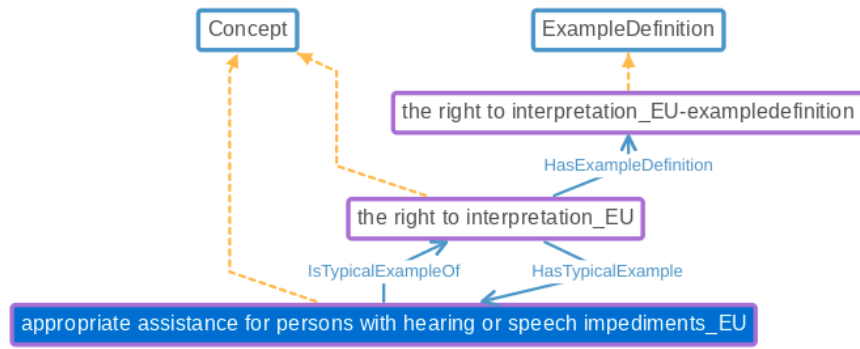 Concept
ExampleDefinition
the right to interpretation_EU-exampledefinition
HasExampleDefinition
the right to interpretation_EU
IsTypicalExampleOf
HasTypicalExample
appropriate assistance for persons with hearing or speech impediments_EU